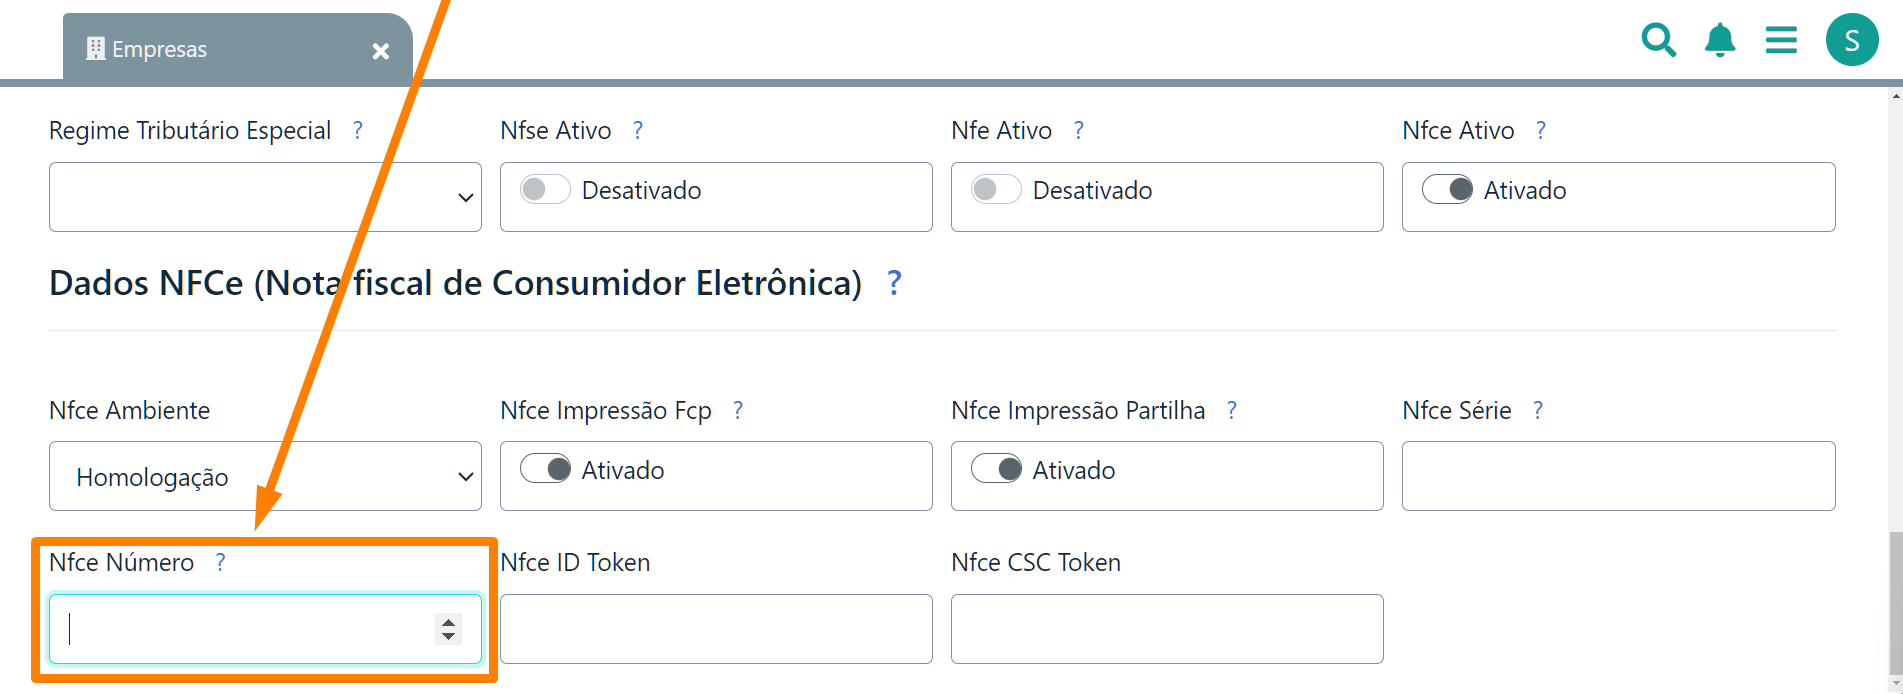 Empresas
S
Regime Tributário Especial ? Nfse Ativo ? Nfe Ativo ? Nfce Ativo ?
Desativado Desativado Ativado
Dados NFCe (Nota fiscal de Consumidor Eletrônica) ?
Nfce Ambiente Nfce Impressão Fcp ? Nfce Impressão Partilha ? Nfce Série ?
Homologação Ativado Ativado
Nfce Número ? Nfce ID Token Nfce CSC Token